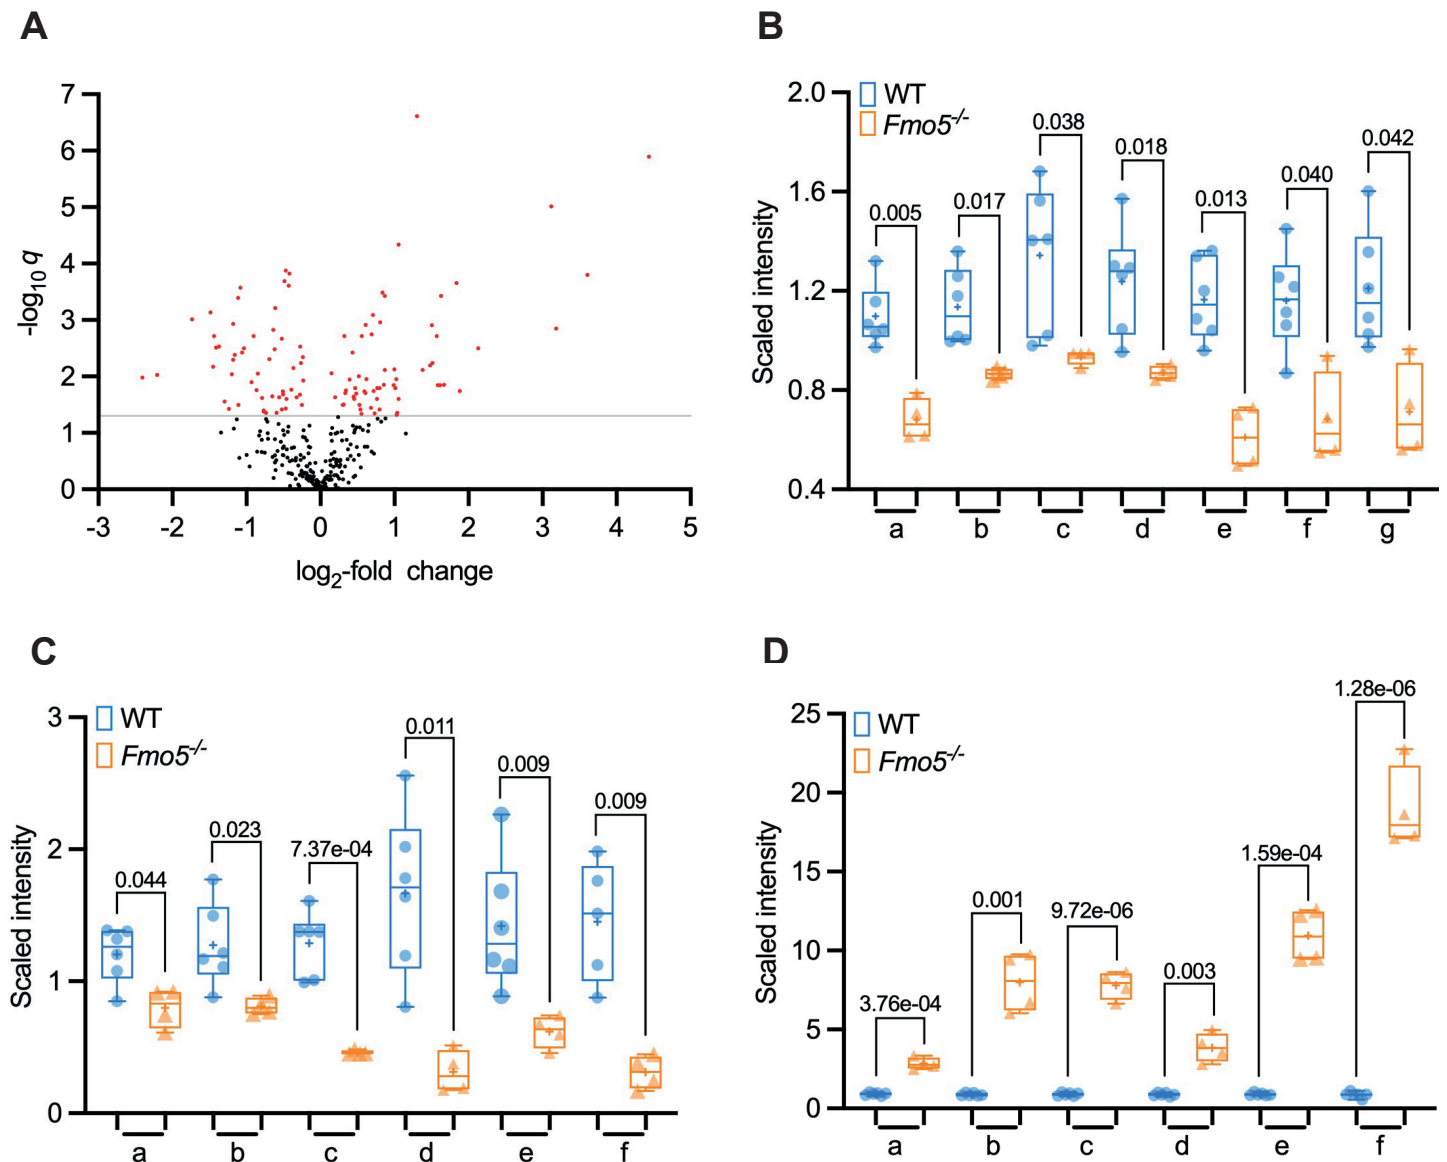 A
7
6
5
4
3
2
1
0
-log10 q
-3 -2 -1 0 1 2 3 4 5
log2-fold change
B
WT
Fmo5-/-
2.0
1.6
1.2
0.8
0.4
Scaled intensity
0.005 0.017 0.038 0.018 0.013 0.040 0.042
a b c d e f g
C
WT
Fmo5-/-
3
2
1
0
Scaled intensity
0.044 0.023 7.37e-04 0.011 0.009 0.009
a b c d e f
D
WT
Fmo5-/-
25
20
15
10
5
0
Scaled intensity
3.76e-04 0.001 9.72e-06 0.003 1.59e-04 1.28e-06
a b c d e f